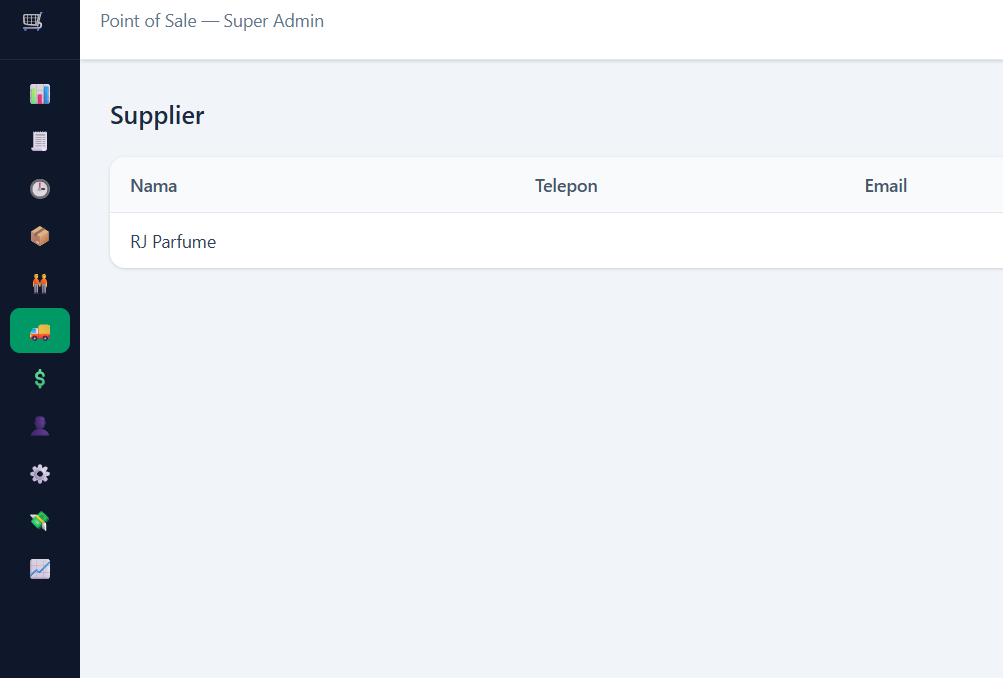 Point of Sale — Super Admin
Supplier
Nama Telepon Email
RJ Parfume